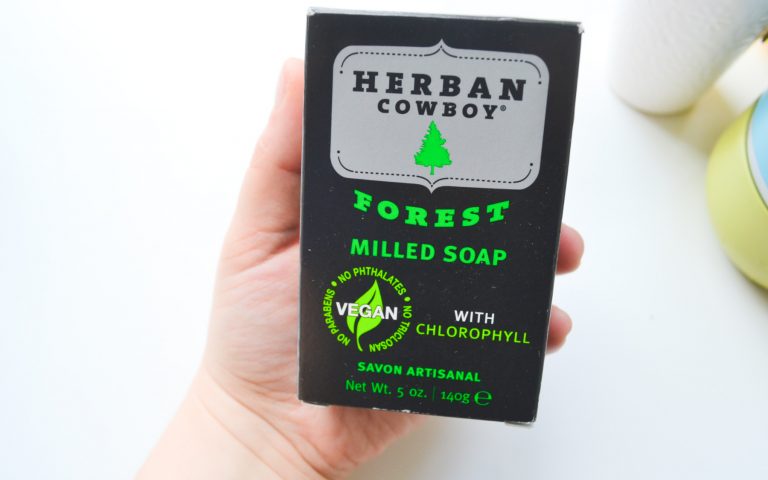 HERBAN
COWBOY®
FOREST
MILLED SOAP
NO PARABENS • NO PHTHALATES • NO TRICLOSAN
VEGAN
WITH
CHLOROPHYLL
SAVON ARTISANAL
Net Wt. 5 oz. | 140g ℮